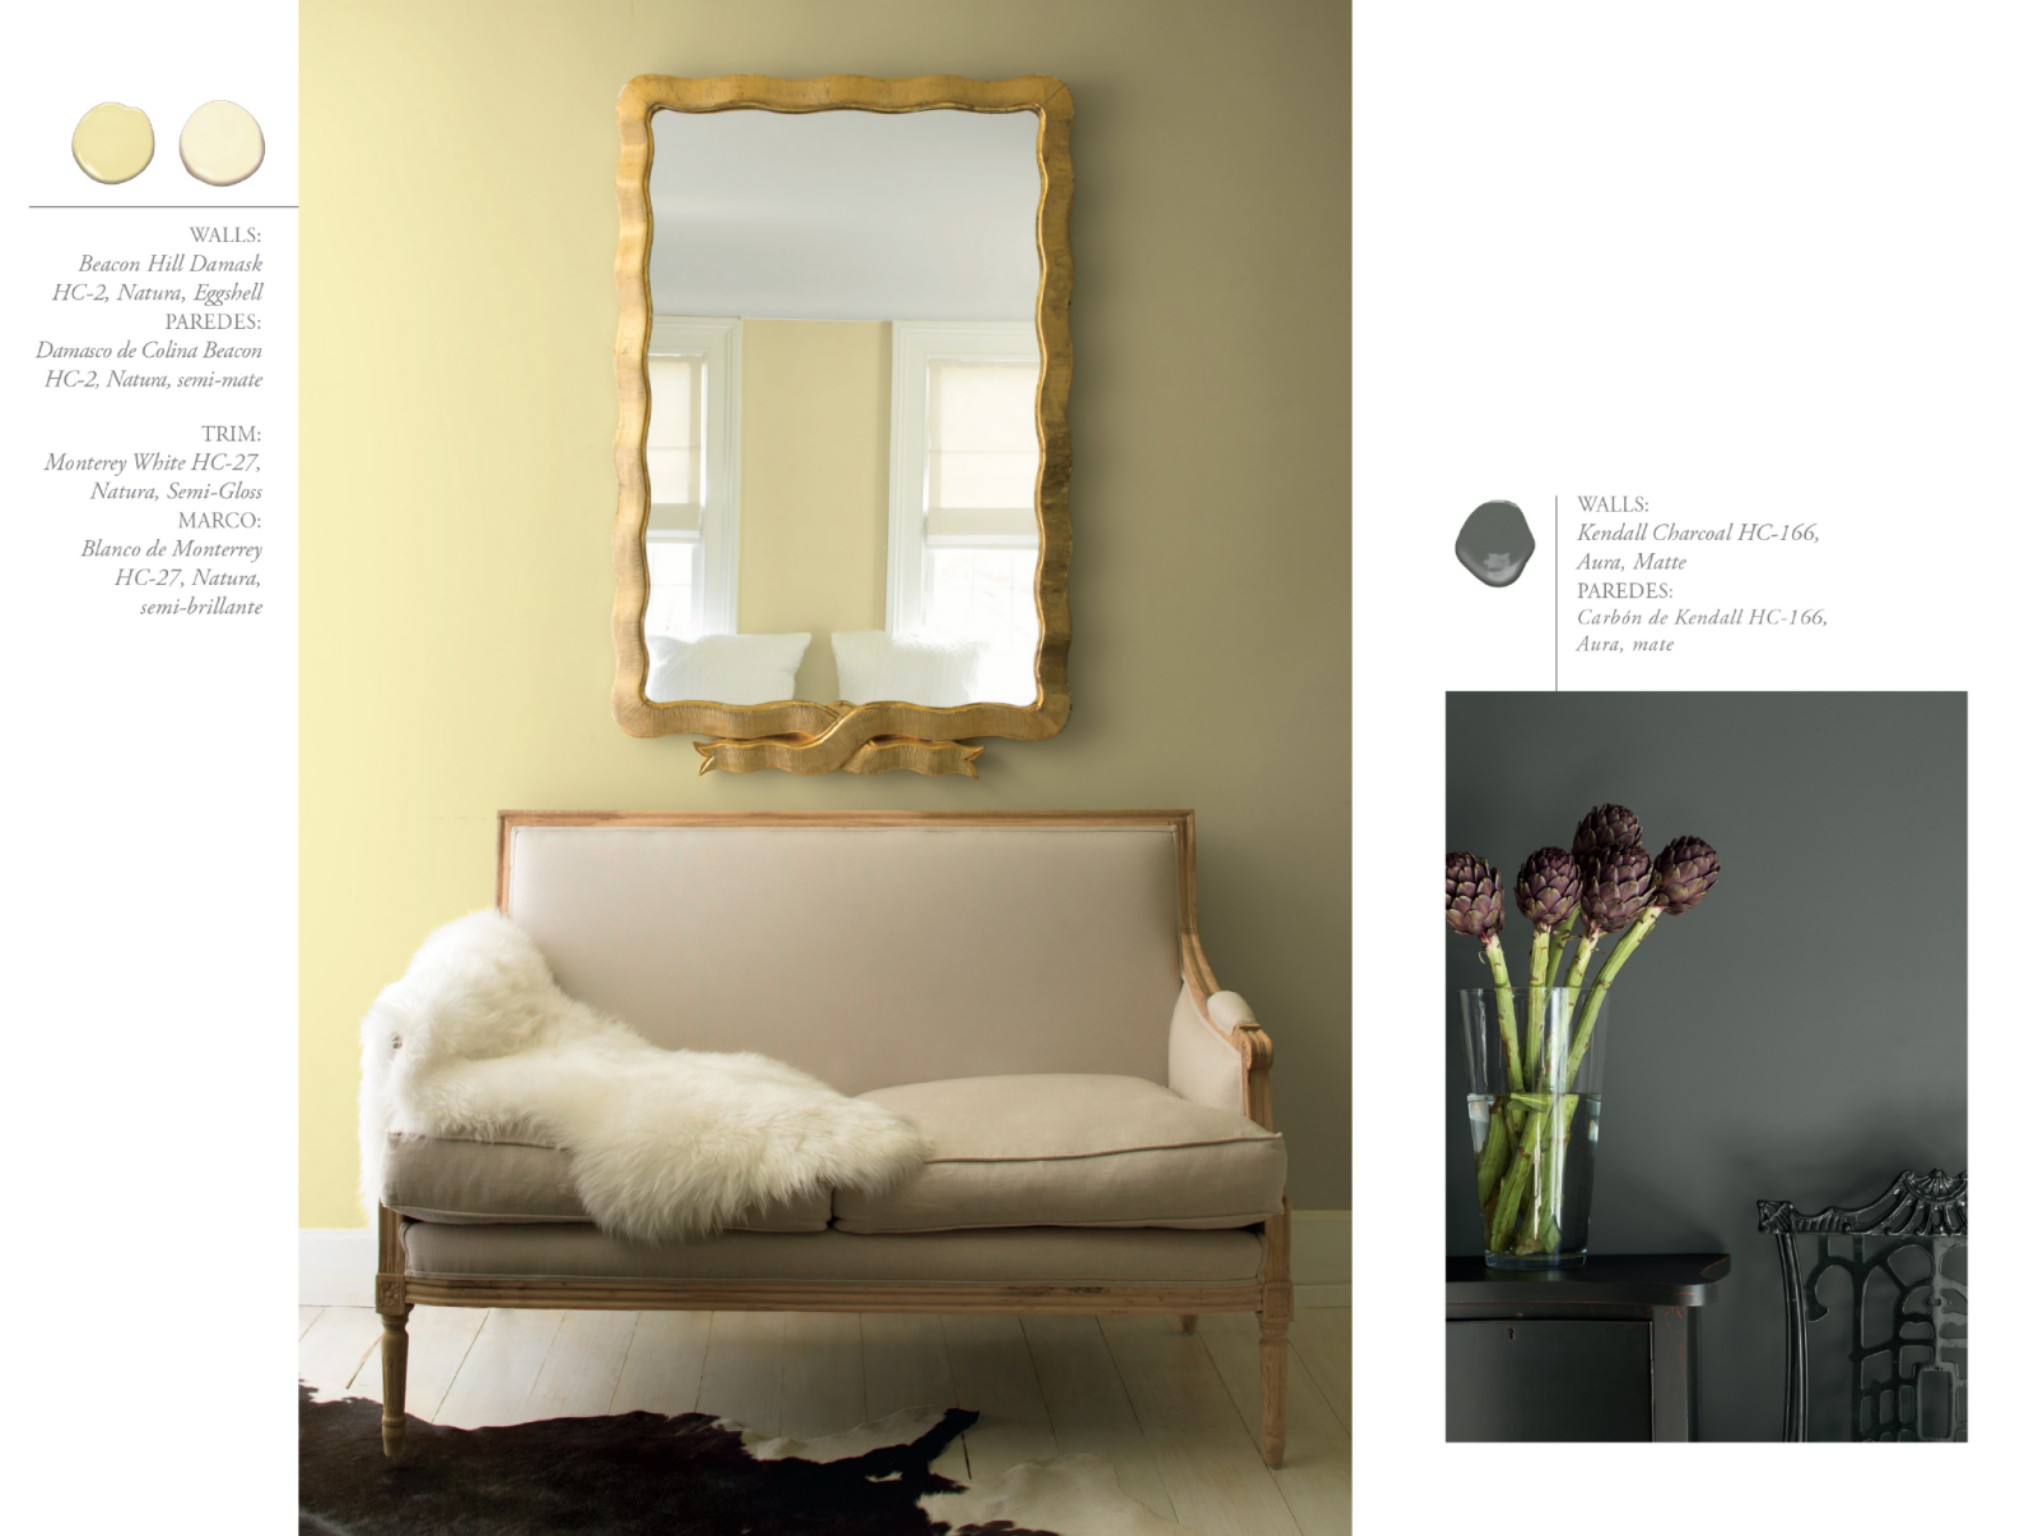 WALLS:
Beacon Hill Damask
HC-2, Natura, Eggshell
PAREDES:
Damasco de Colina Beacon
HC-2, Natura, semi-mate
TRIM:
Monterey White HC-27,
Natura, Semi-Gloss
MARCO:
Blanco de Monterrey
HC-27, Natura,
semi-brillante
WALLS:
Kendall Charcoal HC-166,
Aura, Matte
PAREDES:
Carbón de Kendall HC-166,
Aura, mate